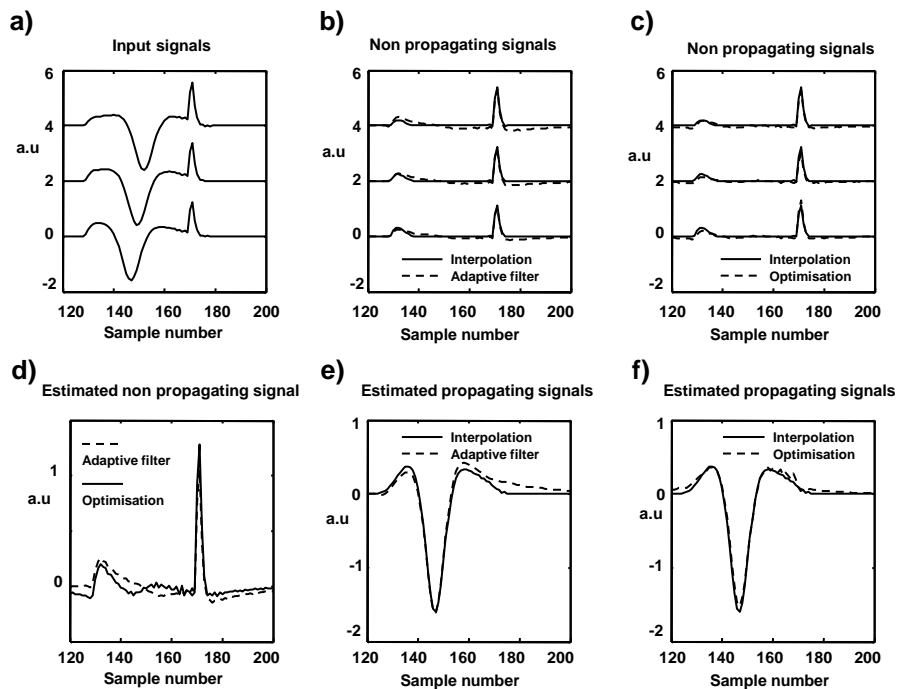 a)
Input signals
6
4
a.u
2
0
-2
120 140 160 180 200
Sample number
b)
Non propagating signals
6
4
a.u
2
0
Interpolation
Adaptive filter
-2
120 140 160 180 200
Sample number
c)
Non propagating signals
6
4
a.u
2
0
Interpolation
Optimisation
-2
120 140 160 180 200
Sample number
d)
Estimated non propagating signal
Adaptive filter
1
Optimisation
a.u
0
120 140 160 180 200
Sample number
e)
Estimated propagating signals
1
Interpolation
Adaptive filter
0
a.u
-1
-2
120 140 160 180 200
Sample number
f)
Estimated propagating signals
1
Interpolation
Optimisation
0
a.u
-1
-2
120 140 160 180 200
Sample number